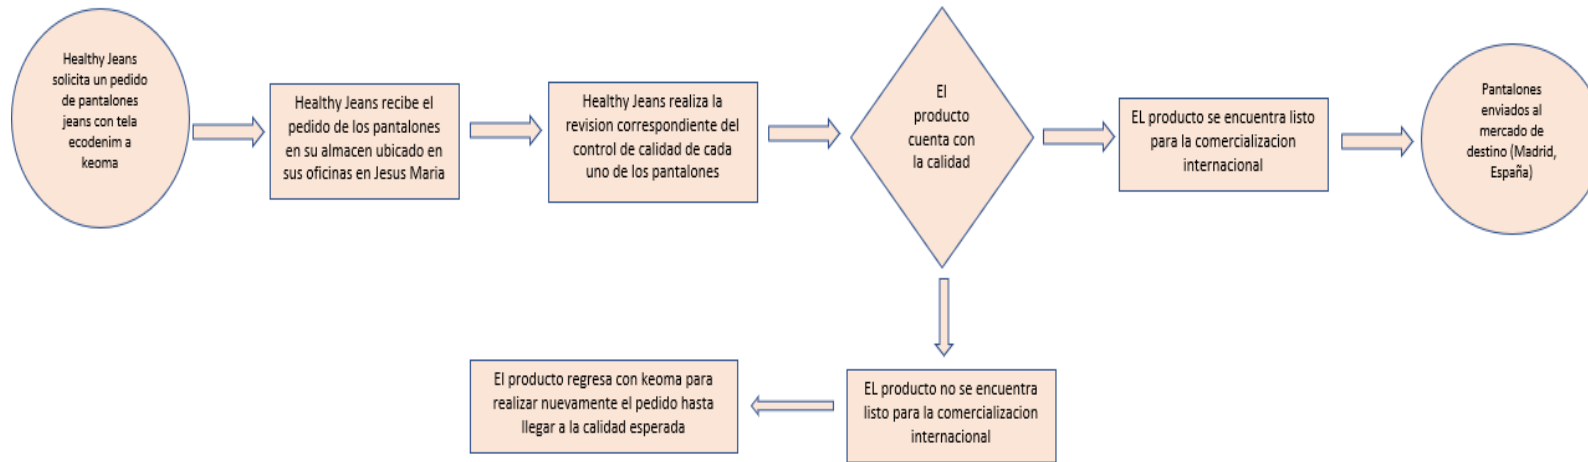 Healthy Jeans
solicita un pedido
de pantalones
jeans con tela
ecodenim a
keoma
Healthy Jeans recibe el
pedido de los pantalones
en su almacen ubicado en
sus oficinas en Jesus Maria
Healthy Jeans realiza la
revision correspondiente del
control de calidad de cada
uno de los pantalones
El
producto
cuenta con
la calidad
EL producto se encuentra listo
para la comercializacion
internacional
Pantalones
enviados al
mercado de
destino (Madrid,
España)
El producto regresa con keoma para
realizar nuevamente el pedido hasta
llegar a la calidad esperada
EL producto no se encuentra
listo para la comercializacion
internacional